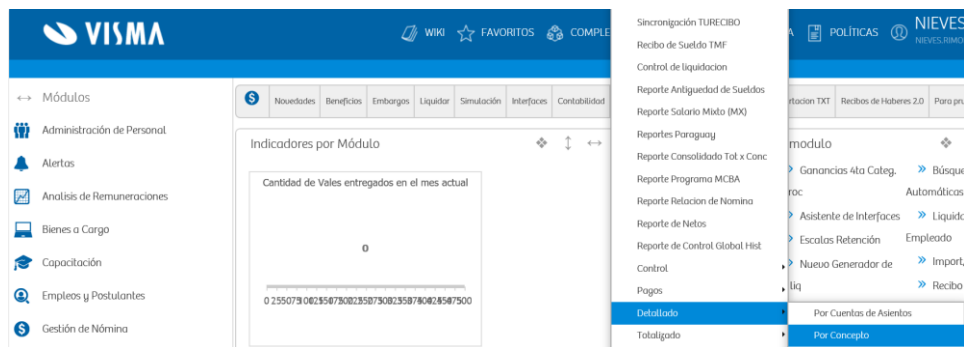 VISMA
WIKI
FAVORITOS
COMPLE
POLÍTICAS
NIEVES
NIEVES.RIMO
Módulos
Administración de Personal
Alertas
Analisis de Remuneraciones
Bienes a Cargo
Capacitación
Empleos y Postulantes
Gestión de Nómina
Novedades
Beneficios
Embargos
Liquidar
Simulación
Interfaces
Contabilidad
rtacion TXT
Recibos de Haberes 2.0
Para pru
Indicadores por Módulo
Cantidad de Vales entregados en el mes actual
0
Sincronización TURECIBO
Recibo de Sueldo TMF
Control de liquidacion
Reporte Antiguedad de Sueldos
Reporte Salario Mixto (MX)
Reportes Paraguay
Reporte Consolidado Tot x Conc
Reporte Programa MCBA
Reporte Relacion de Nomina
Reporte de Netos
Reporte de Control Global Hist
Control
Pagos
Detallado
Totalizado
Por Cuentas de Asientos
Por Concepto
modulo
Ganancias 4ta Categ.
roc
Asistente de Interfaces
Escalas Retención
Nuevo Generador de
liq
Búsque
Automáticas
Liquida
Empleado
Import,
Recibo